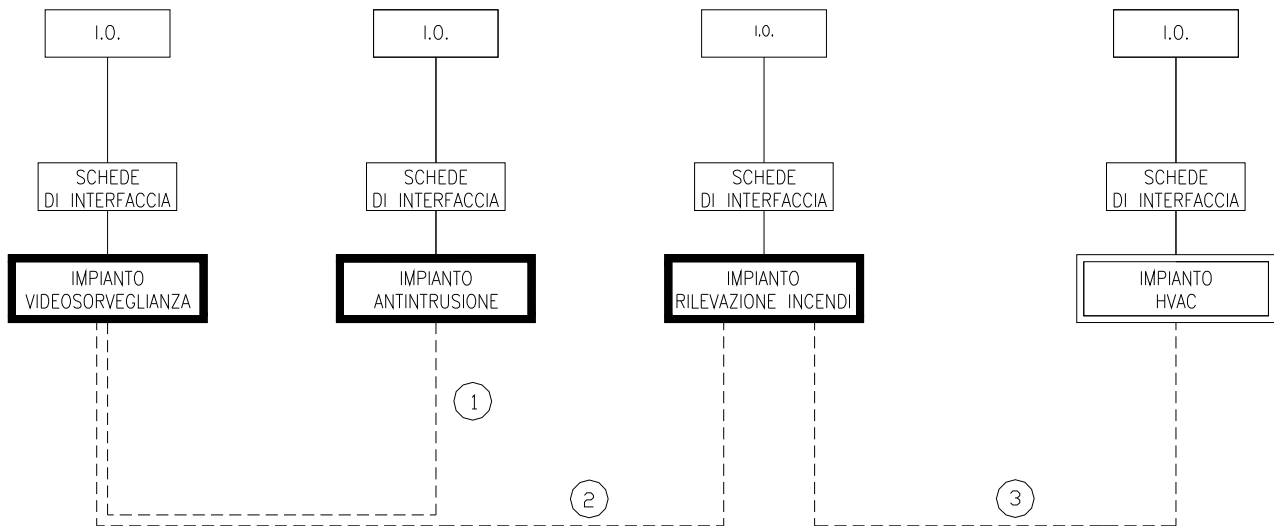 I.O.
I.O.
I.O.
I.O.
SCHEDE
DI INTERFACCIA
SCHEDE
DI INTERFACCIA
SCHEDE
DI INTERFACCIA
SCHEDE
DI INTERFACCIA
IMPIANTO
VIDEOSORVEGLIANZA
IMPIANTO
ANTINTRUSIONE
IMPIANTO
RILEVAZIONE INCENDI
IMPIANTO
HVAC
1
2
3